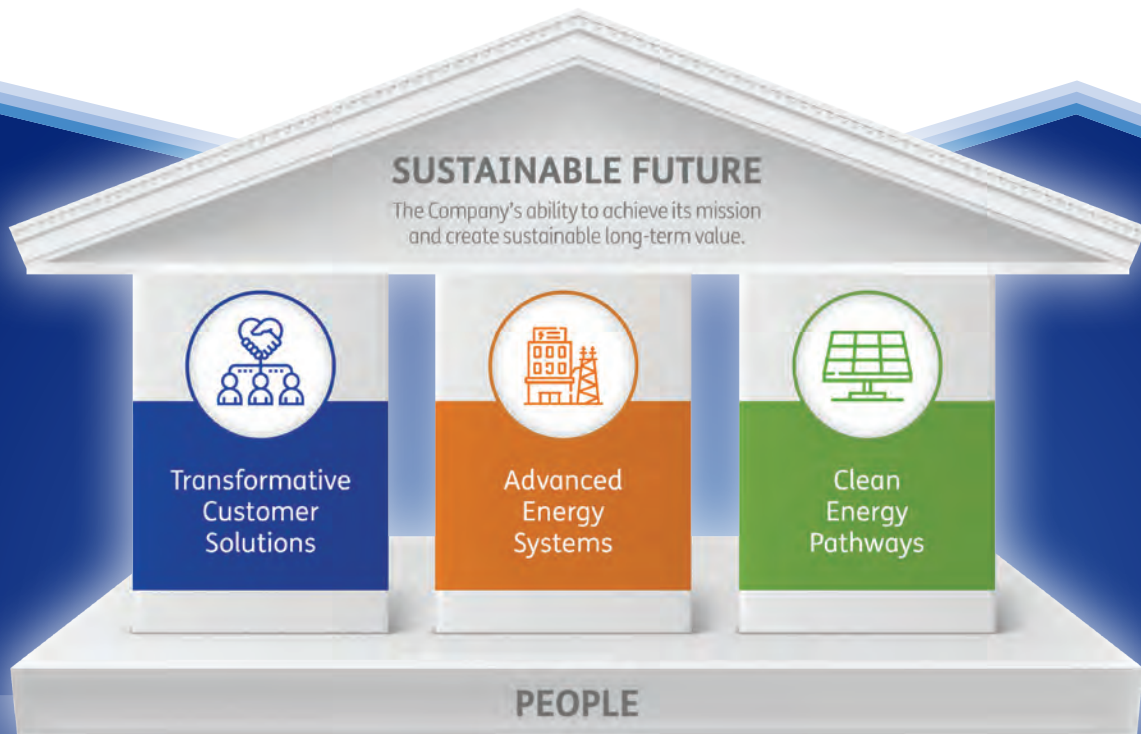 SUSTAINABLE FUTURE
The Company's ability to achieve its mission
and create sustainable long-term value.
Transformative
Customer
Solutions
Advanced
Energy
Systems
Clean
Energy
Pathways
PEOPLE